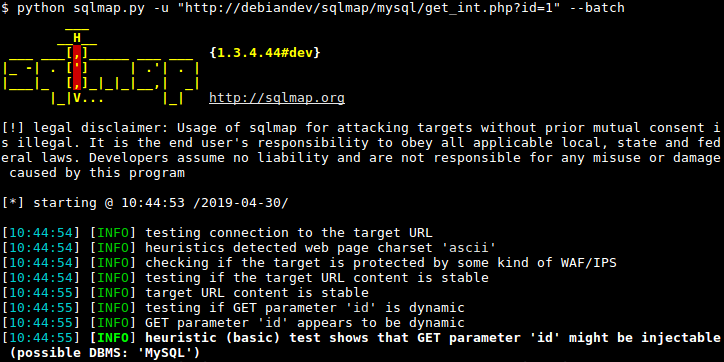 $ python sqlmap.py -u "http://debiandev/sqlmap/mysql/get_int.php?id=1" --batch
        ___
       __H__
 ___ ___[,]_____ ___ ___  {1.3.4.44#dev}
|_ -| . [']     | .'| . |
|___|_  [,]_|_|_|__,|  _|
      |_|V...       |_|   http://sqlmap.org
[!] legal disclaimer: Usage of sqlmap for attacking targets without prior mutual consent i
s illegal. It is the end user's responsibility to obey all applicable local, state and fed
eral laws. Developers assume no liability and are not responsible for any misuse or damage
 caused by this program
[*] starting @ 10:44:53 /2019-04-30/
[10:44:54] [INFO] testing connection to the target URL
[10:44:54] [INFO] heuristics detected web page charset 'ascii'
[10:44:54] [INFO] checking if the target is protected by some kind of WAF/IPS
[10:44:54] [INFO] testing if the target URL content is stable
[10:44:55] [INFO] target URL content is stable
[10:44:55] [INFO] testing if GET parameter 'id' is dynamic
[10:44:55] [INFO] GET parameter 'id' appears to be dynamic
[10:44:55] [INFO] heuristic (basic) test shows that GET parameter 'id' might be injectable
 (possible DBMS: 'MySQL')